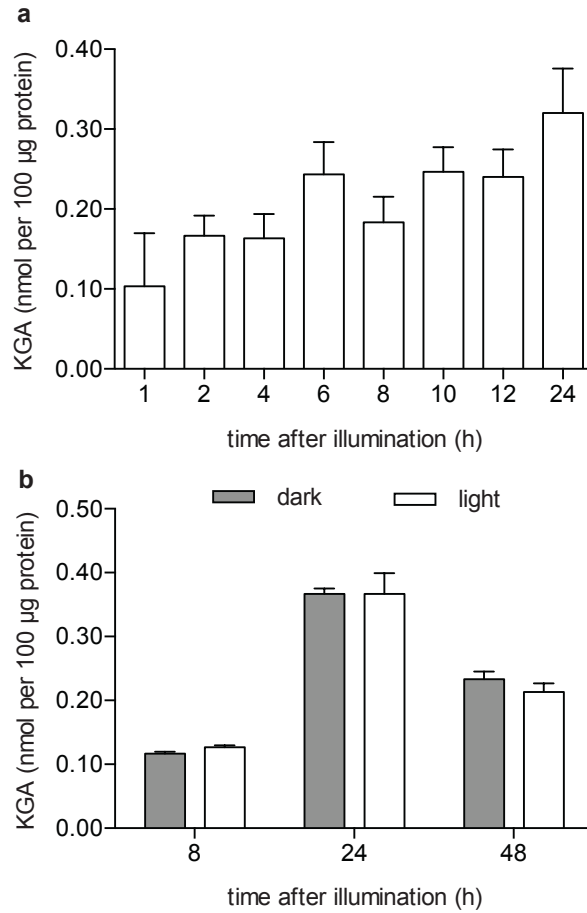 a
KGA (nmol per 100 µg protein)
0.40
0.30
0.20
0.10
0.00
1 2 4 6 8 10 12 24
time after illumination (h)
b
dark light
KGA (nmol per 100 µg protein)
0.50
0.40
0.30
0.20
0.10
0.00
8 24 48
time after illumination (h)